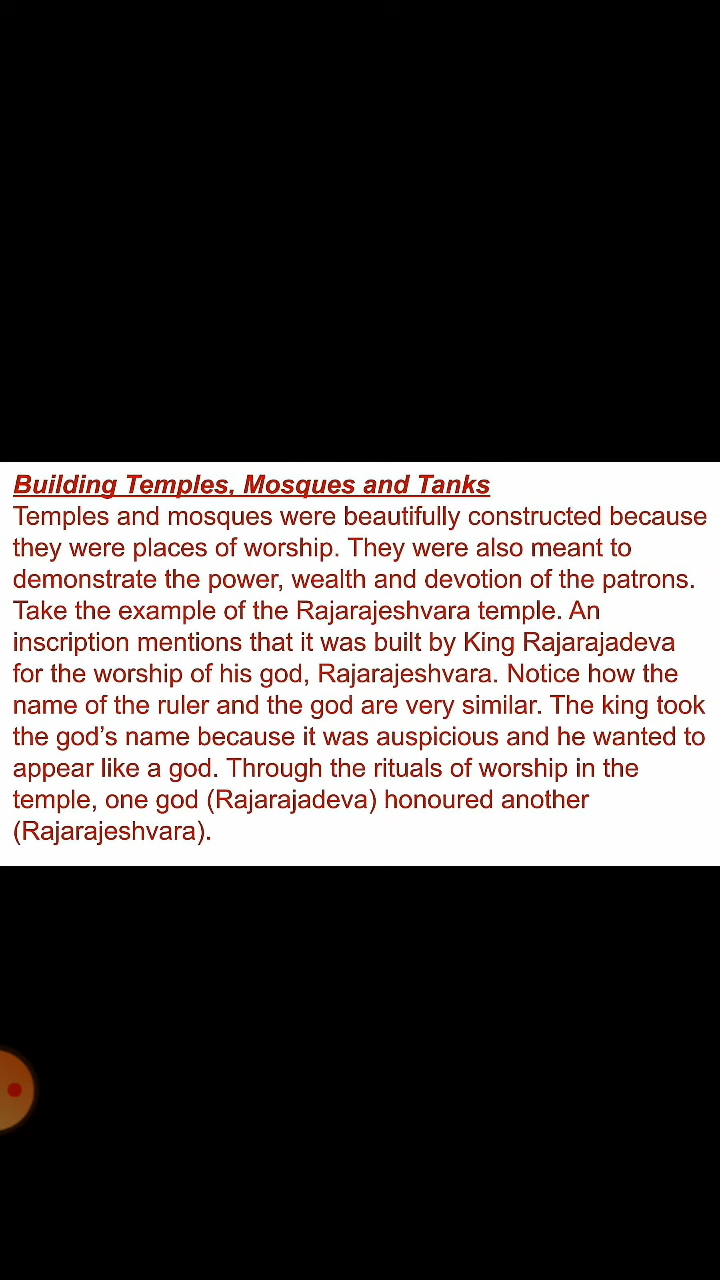 Building Temples, Mosques and Tanks
Temples and mosques were beautifully constructed because
they were places of worship. They were also meant to
demonstrate the power, wealth and devotion of the patrons.
Take the example of the Rajarajeshvara temple. An
inscription mentions that it was built by King Rajarajadeva
for the worship of his god, Rajarajeshvara. Notice how the
name of the ruler and the god are very similar. The king took
the god’s name because it was auspicious and he wanted to
appear like a god. Through the rituals of worship in the
temple, one god (Rajarajadeva) honoured another
(Rajarajeshvara).